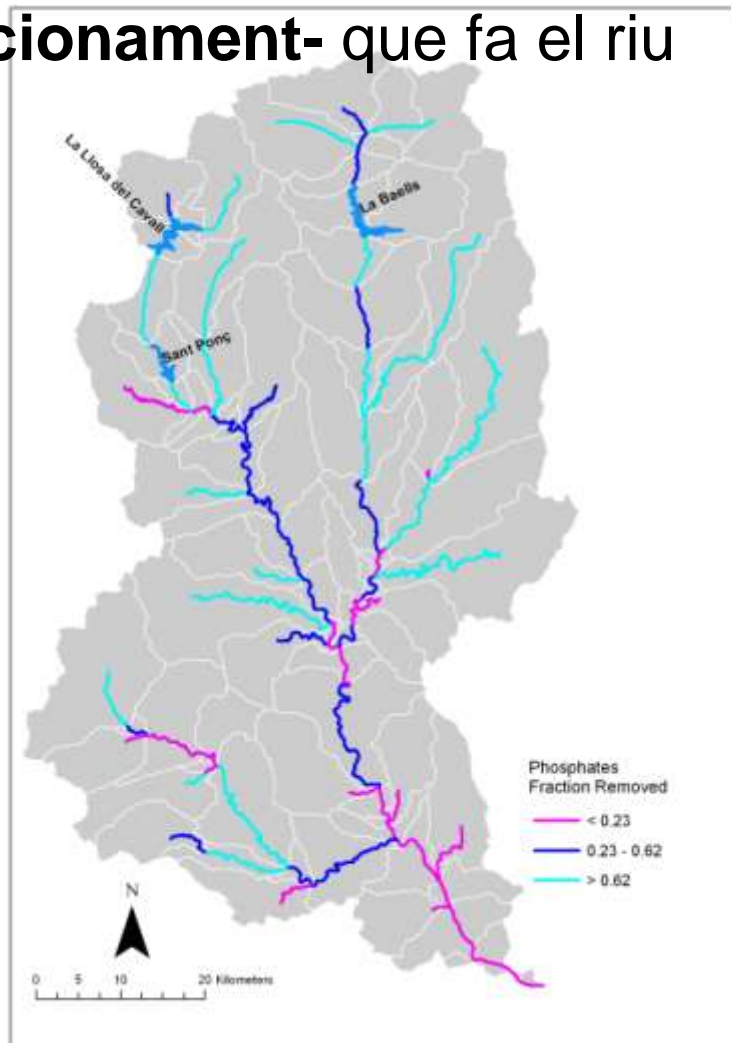 cionament- que fa el riu
La Llosa del Cavall
La Baells
Sant Ponç
Phosphates
Fraction Removed
< 0.23
0.23 - 0.62
> 0.62
N
0 5 10 20 Kilometers